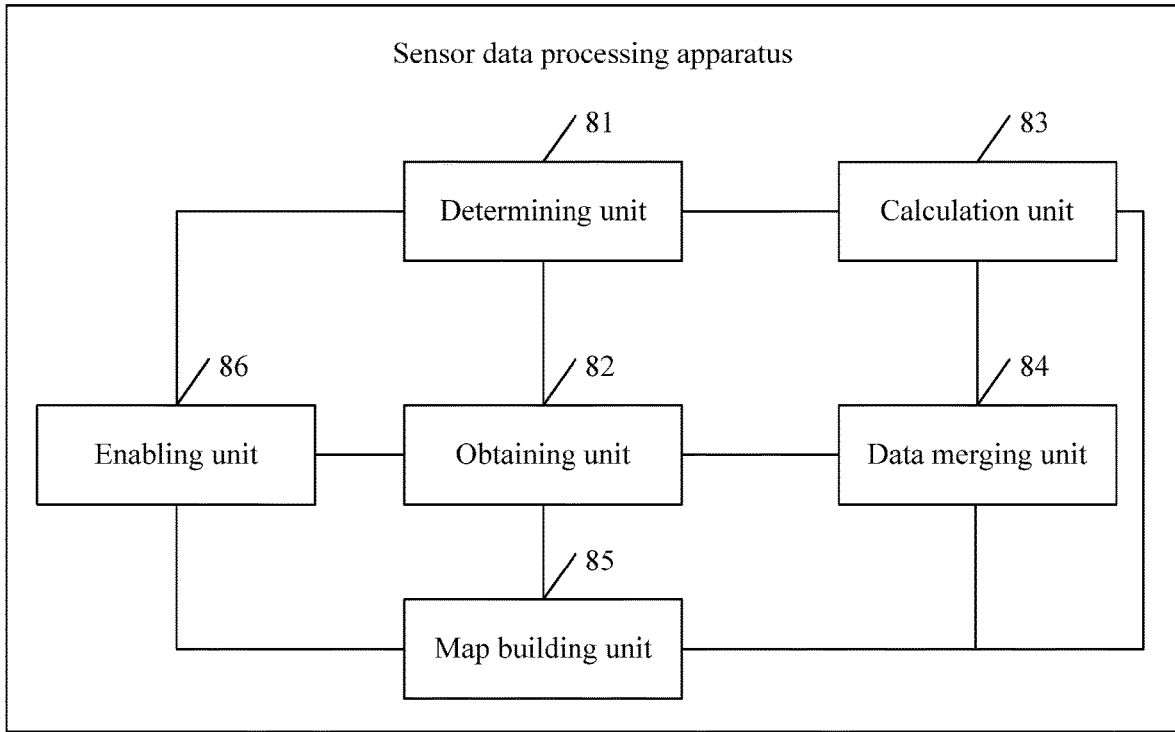 Sensor data processing apparatus
81
83
Determining unit
Calculation unit
86
82
84
Enabling unit
Obtaining unit
Data merging unit
85
Map building unit